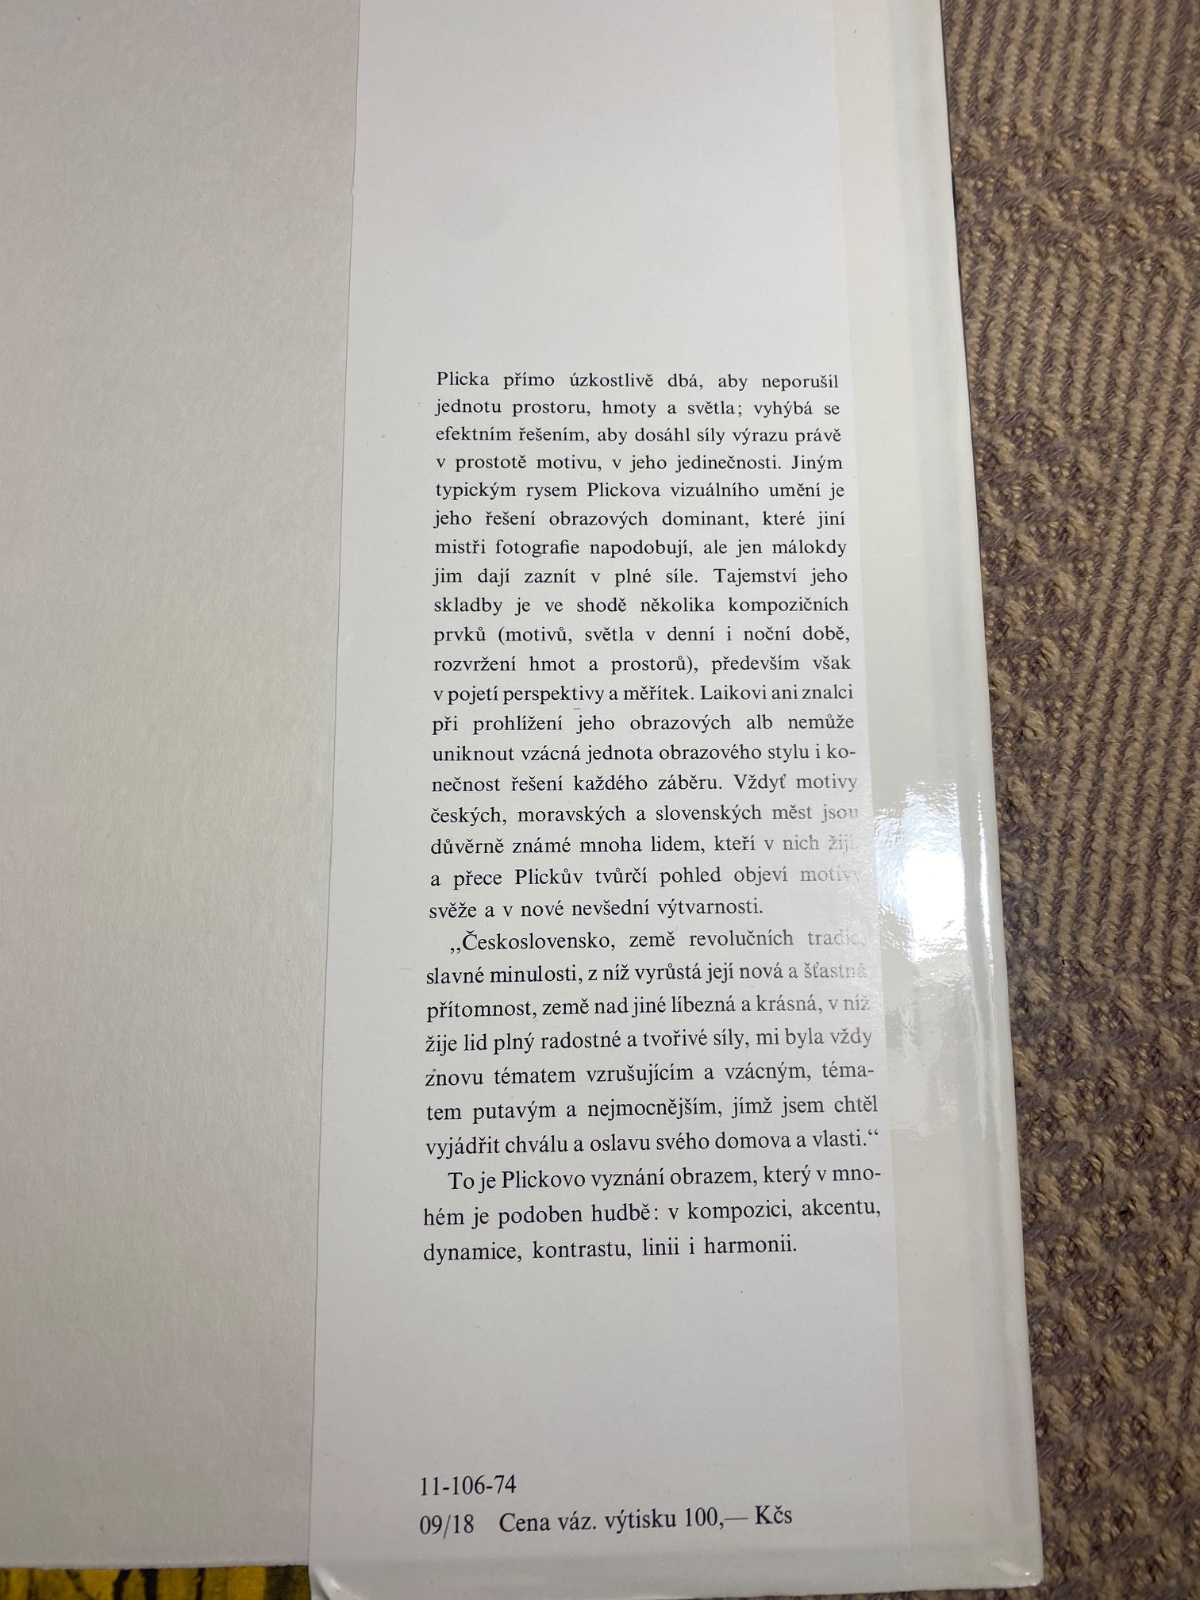 Plicka přímo úzkostlivě dbá, aby neporušil
jednotu prostoru, hmoty a světla; vyhýbá se
efektním řešením, aby dosáhl síly výrazu právě
v prostotě motivu, v jeho jedinečnosti. Jiným
typickým rysem Plickova vizuálního umění je
jeho řešení obrazových dominant, které jiní
mistři fotografie napodobují, ale jen málokdy
jim dají zaznít v plné síle. Tajemství jeho
skladby je ve shodě několika kompozičních
prvků (motivů, světla v denní i noční době,
rozvržení hmot a prostorů), především však
v pojetí perspektivy a měřítek. Laikovi ani znalci
při prohlížení jeho obrazových alb nemůže
uniknout vzácná jednota obrazového stylu i ko-
nečnost řešení každého záběru. Vždyť motivy
českých, moravských a slovenských měst jsou
důvěrně známé mnoha lidem, kteří v nich žijí,
a přece Plickův tvůrčí pohled objeví motivy
svěže a v nové nevšední výtvarnosti.
„Československo, země revolučních tradic,
slavné minulosti, z níž vyrůstá její nová a šťastná
přítomnost, země nad jiné líbezná a krásná, v níž
žije lid plný radostné a tvořivé síly, mi byla vždy
znovu tématem vzrušujícím a vzácným, téma-
tem putavým a nejmocnějším, jímž jsem chtěl
vyjádřit chválu a oslavu svého domova a vlasti.“
To je Plickovo vyznání obrazem, který v mno-
hém je podoben hudbě: v kompozici, akcentu,
dynamice, kontrastu, linii i harmonii.
11-106-74
09/18 Cena váz. výtisku 100,— Kčs